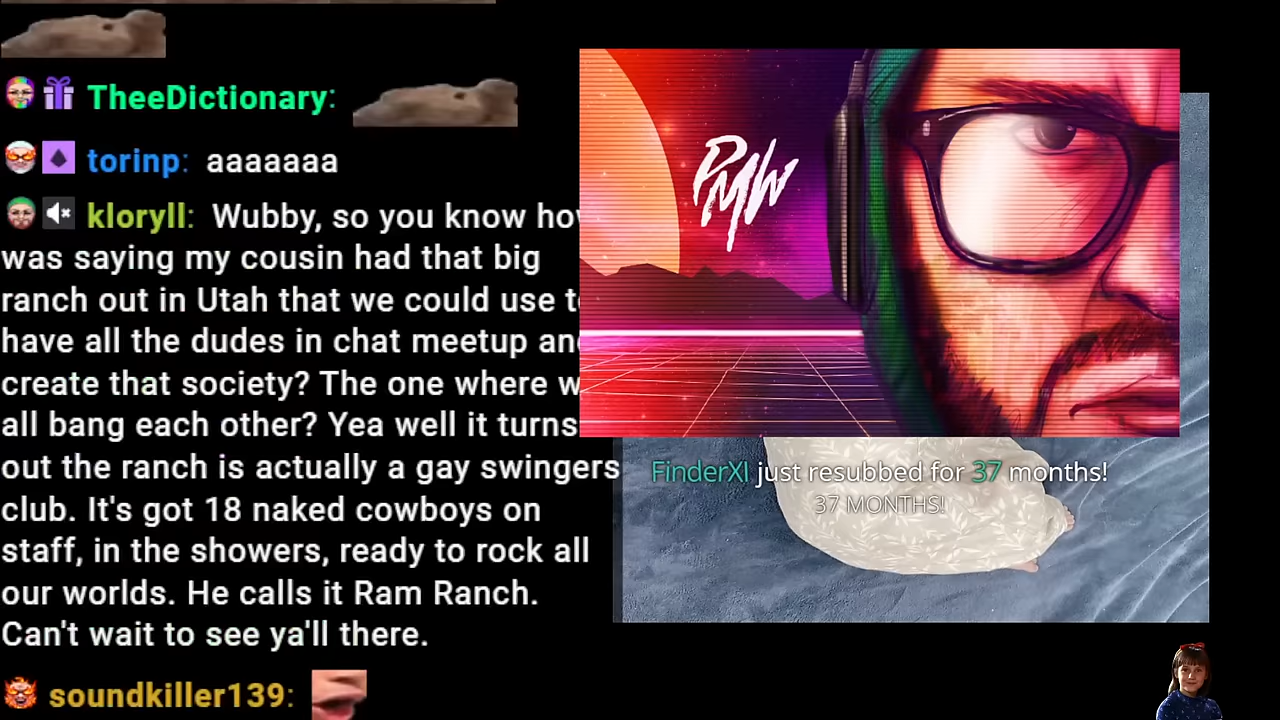 TheeDictionary:
torinp: aaaaaaa
kloryll: Wubby, so you know how
was saying my cousin had that big
ranch out in Utah that we could use to
have all the dudes in chat meetup and
create that society? The one where w
all bang each other? Yea well it turns
out the ranch is actually a gay swingers
club. It's got 18 naked cowboys on
staff, in the showers, ready to rock all
our worlds. He calls it Ram Ranch.
Can't wait to see ya'll there.
soundkiller139:
PMW
FinderXI just resubbed for 37 months!
37 MONTHS!